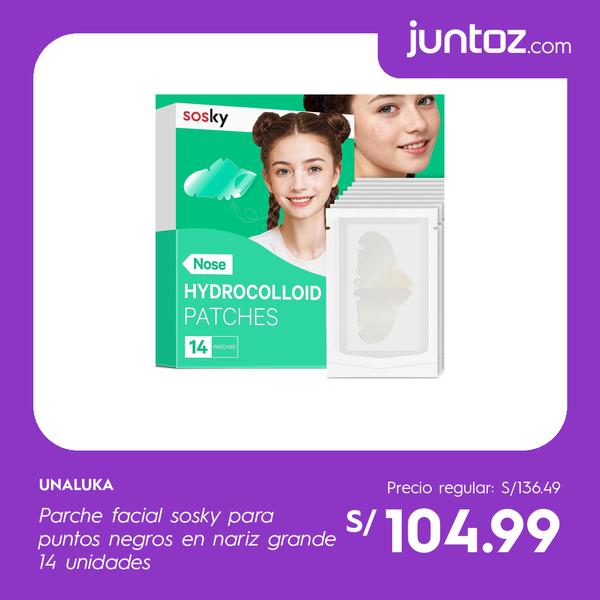 juntoz.com
sosky
Nose
HYDROCOLLOID
PATCHES
14 PATCHES
UNALUKA
Parche facial sosky para
puntos negros en nariz grande
14 unidades
Precio regular: S/136.49
S/104.99